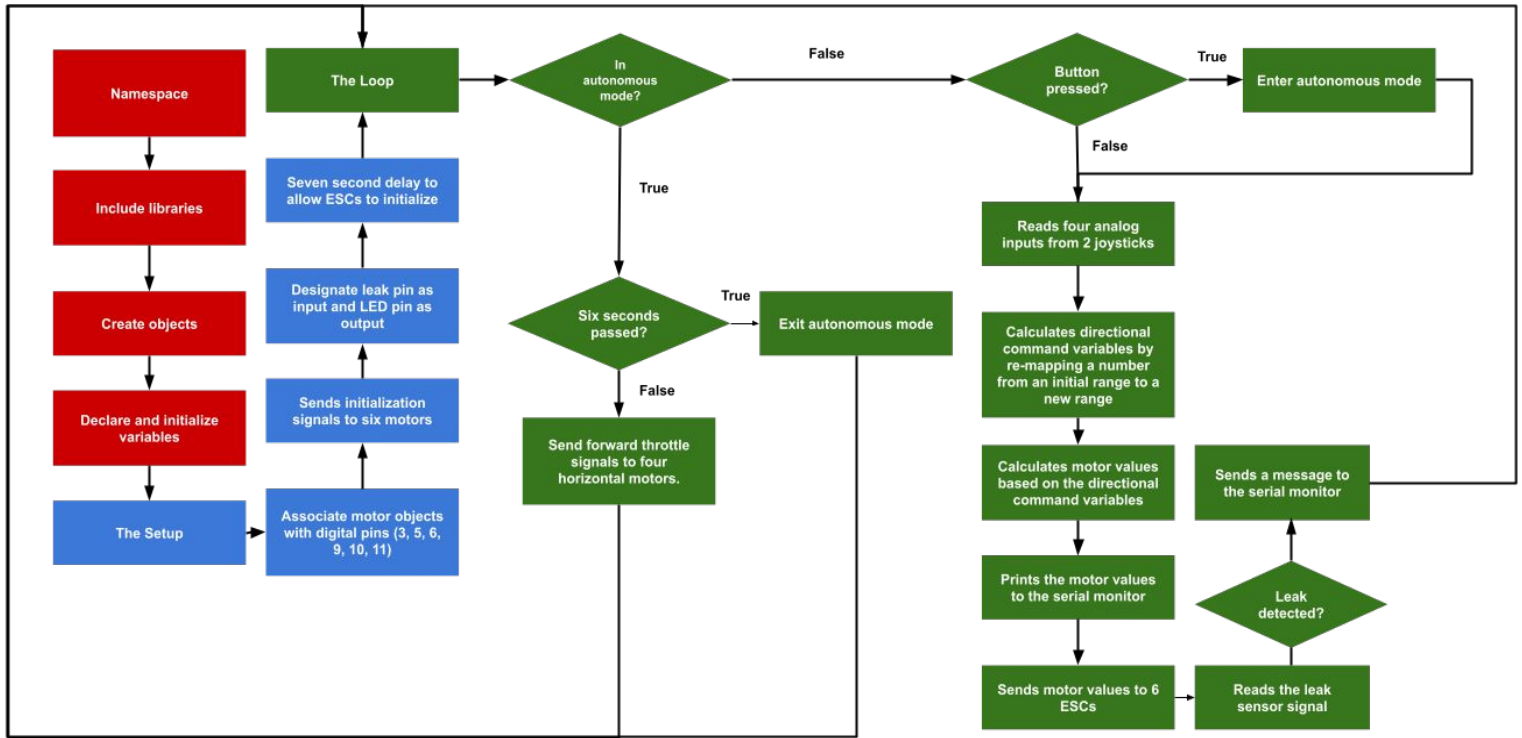 Namespace
Include libraries
Create objects
Declare and initialize
variables
The Setup
Associate motor objects
with digital pins (3, 5, 6,
9, 10, 11)
Sends initialization
signals to six motors
Designate leak pin as
input and LED pin as
output
Seven second delay to
allow ESCs to initialize
The Loop
In
autonomous
mode?
True
Six seconds
passed?
True
Exit autonomous mode
False
Send forward throttle
signals to four
horizontal motors.
False
Button
pressed?
True
Enter autonomous mode
False
Reads four analog
inputs from 2 joysticks
Calculates directional
command variables by
re-mapping a number
from an initial range to a
new range
Calculates motor values
based on the directional
command variables
Prints the motor values
to the serial monitor
Sends motor values to 6
ESCs
Reads the leak
sensor signal
Leak
detected?
Sends a message to
the serial monitor